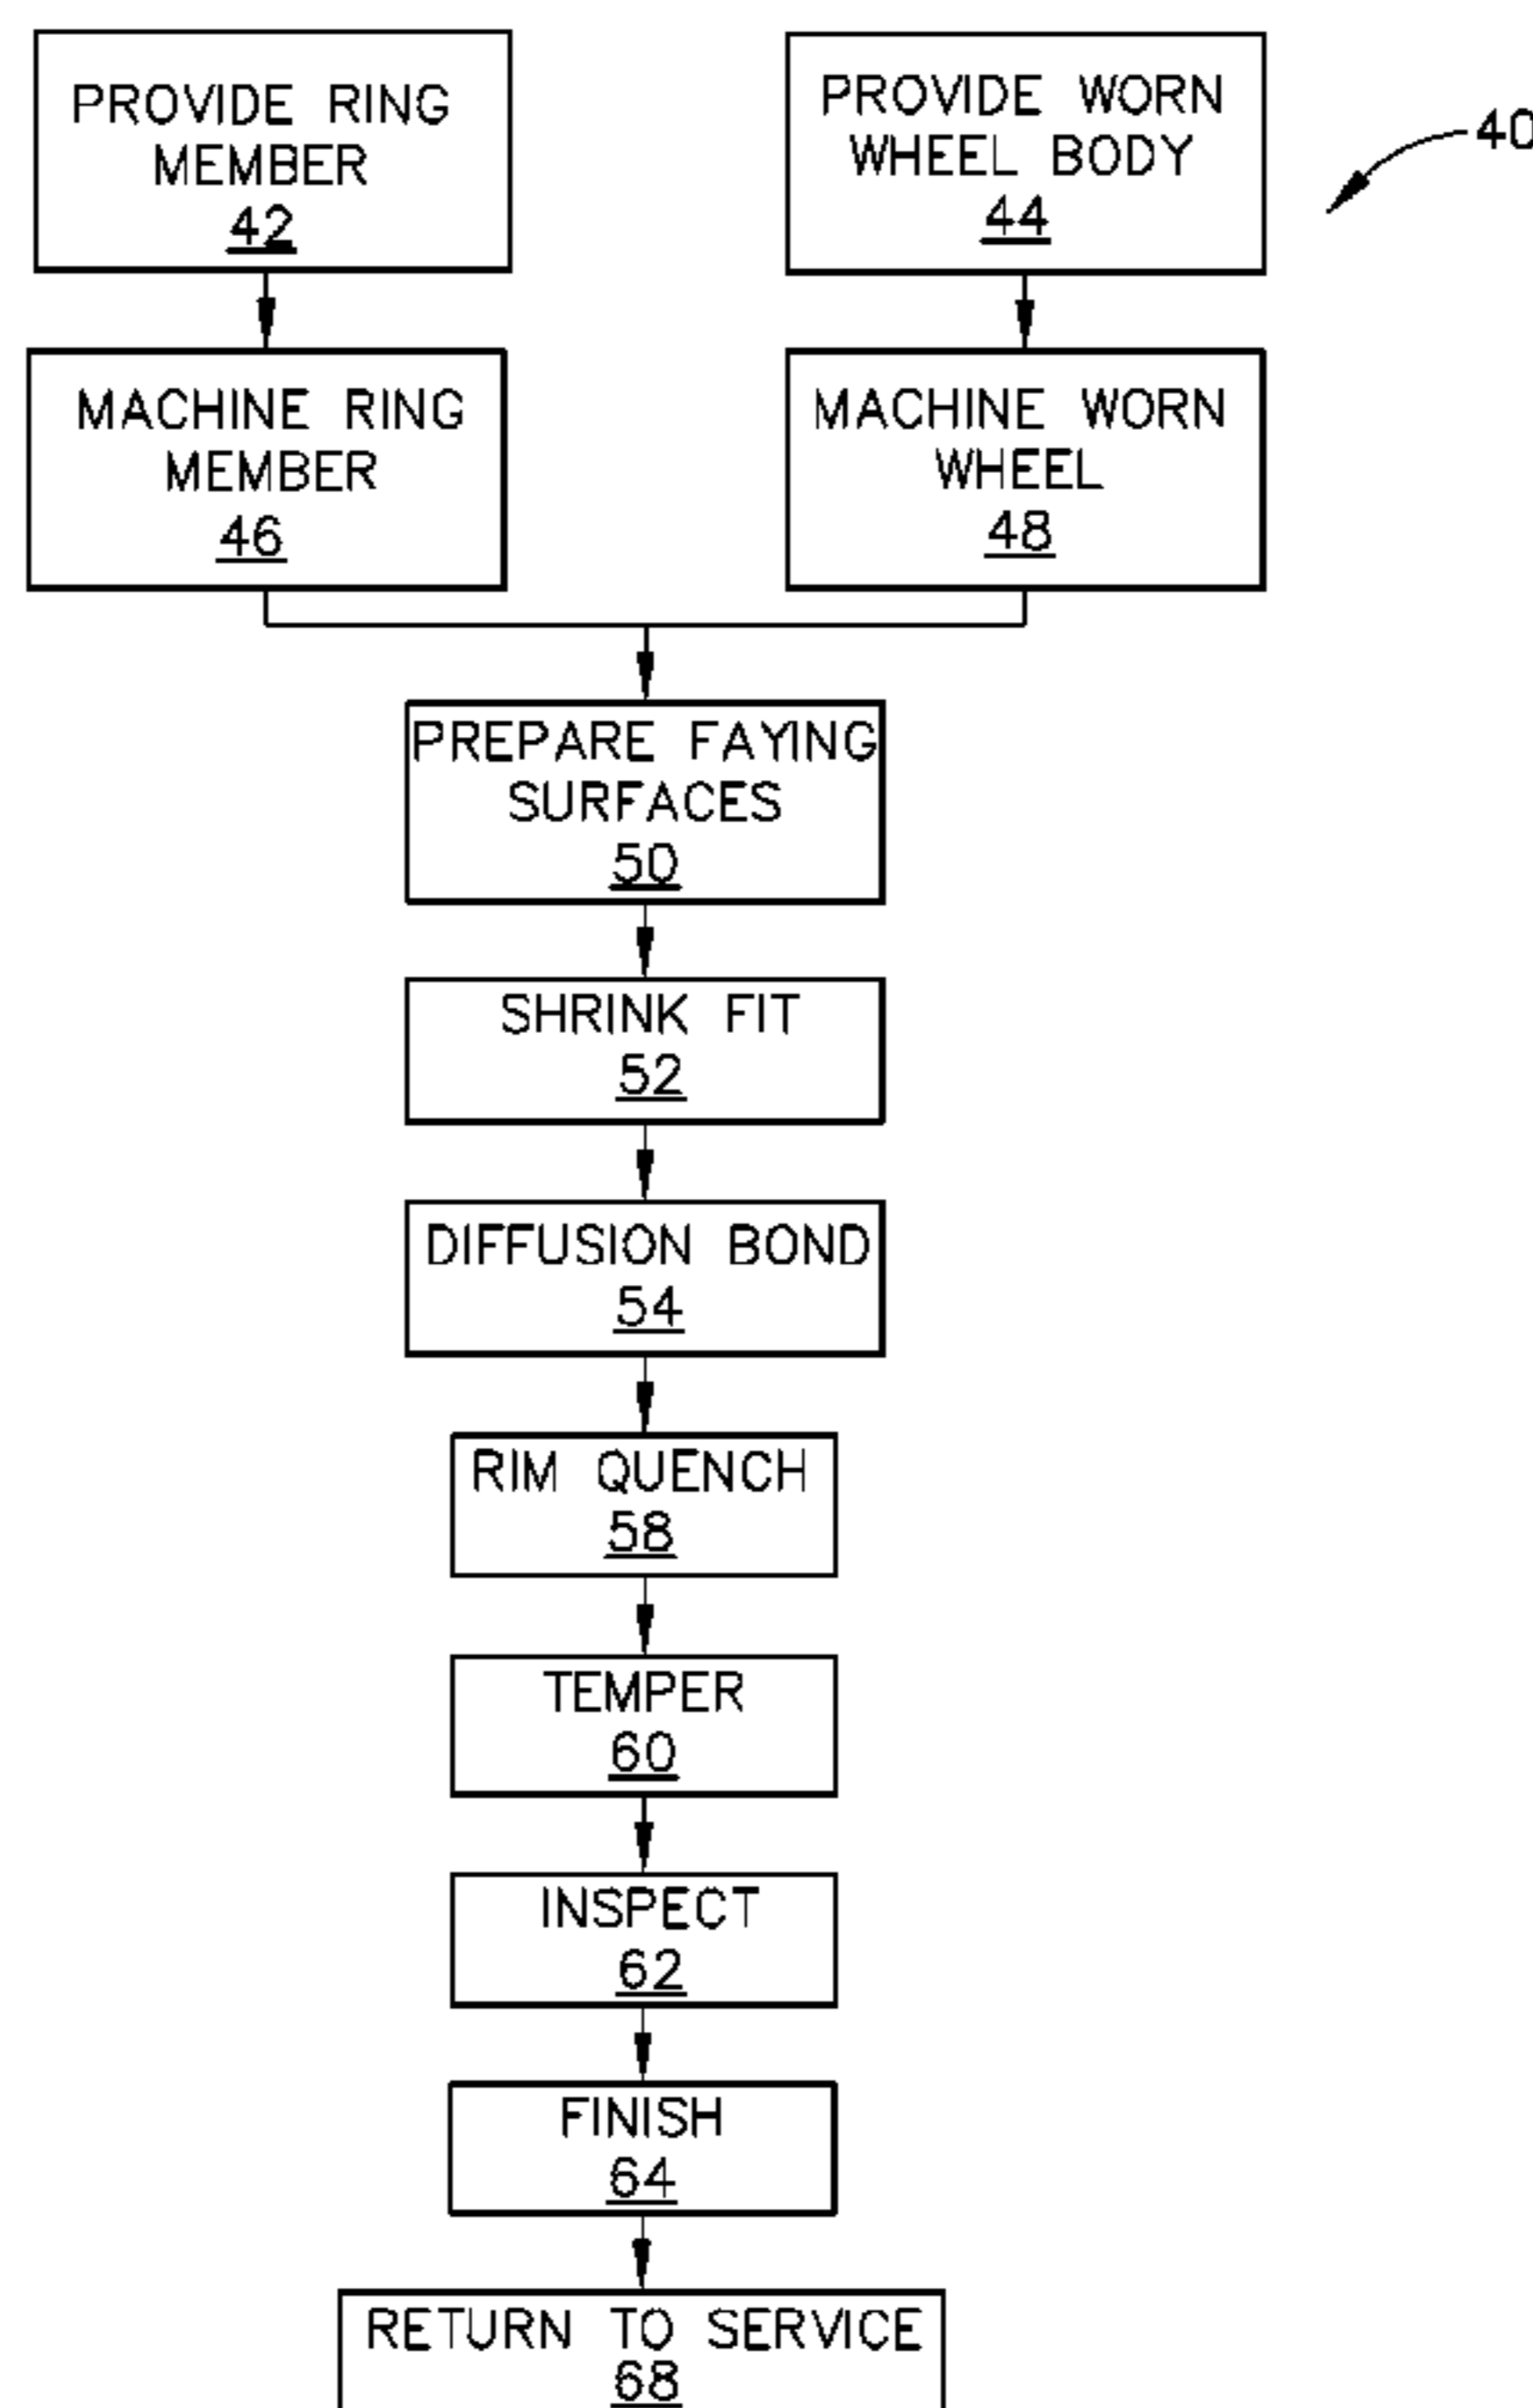 PROVIDE RING
MEMBER
42
PROVIDE WORN
WHEEL BODY
44
40
MACHINE RING
MEMBER
46
MACHINE WORN
WHEEL
48
PREPARE FAYING
SURFACES
50
SHRINK FIT
52
DIFFUSION BOND
54
RIM QUENCH
58
TEMPER
60
INSPECT
62
FINISH
64
RETURN TO SERVICE
68